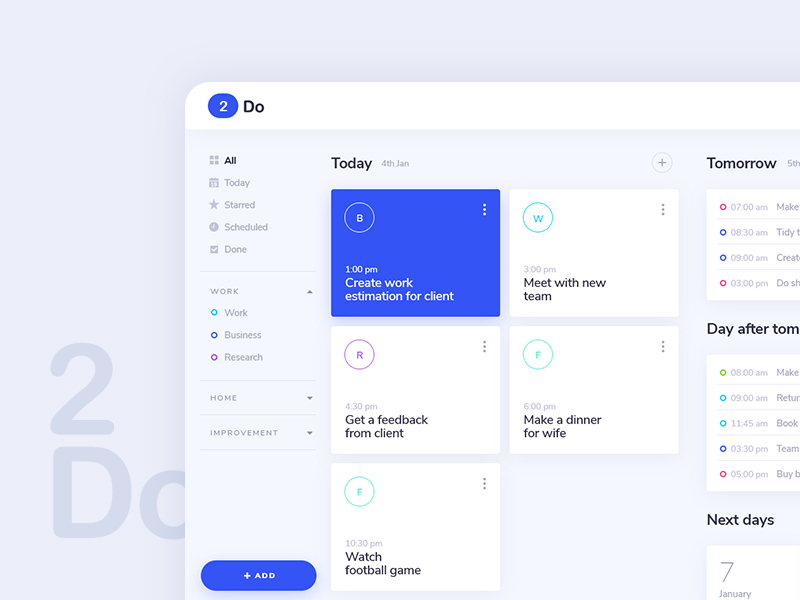 2 Do
All
Today
Starred
Scheduled
Done
WORK
Work
Business
Research
HOME
IMPROVEMENT
+ ADD
Today 4th Jan
B
1:00 pm
Create work
estimation for client
W
3:00 pm
Meet with new
team
R
4:30 pm
Get a feedback
from client
F
6:00 pm
Make a dinner
for wife
F
10:30 pm
Watch
football game
Tomorrow 5th
07:00 am Make
08:30 am Tidy
09:00 am
03:00 pm Do
Day after
08:00 am Make
09:00 am
11:45 am Book
03:30 pm Team
05:00 pm Buy
Next days
7
January
2
Do